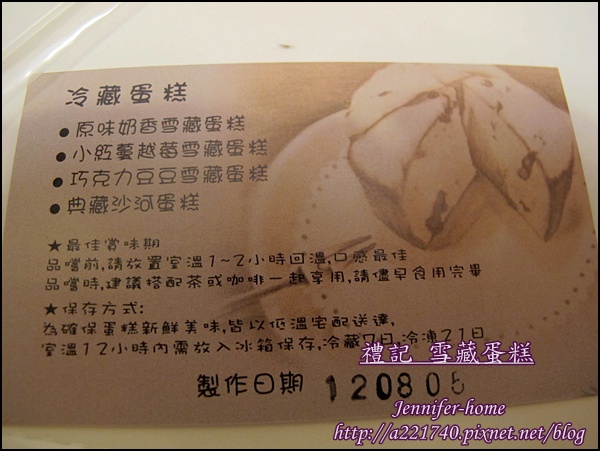 冷藏蛋糕
●原味奶香雪藏蛋糕
●小紅蔓越莓雪藏蛋糕
●巧克力豆豆雪藏蛋糕
●典藏沙河蛋糕
★最佳賞味期
品嚐前,請放置室溫1~2小時回溫,口感最佳
品嚐時,建議搭配茶或咖啡一起享用,請儘早食用完畢
★保存方式:
為確保蛋糕新鮮美味,皆以低溫宅配送達,
室溫12小時內需放入冰箱保存,冷藏7日,冷凍21日
禮記 雪藏蛋糕
製作日期 120805
Jennifer-home
http://a221740.pixnet.net/blog